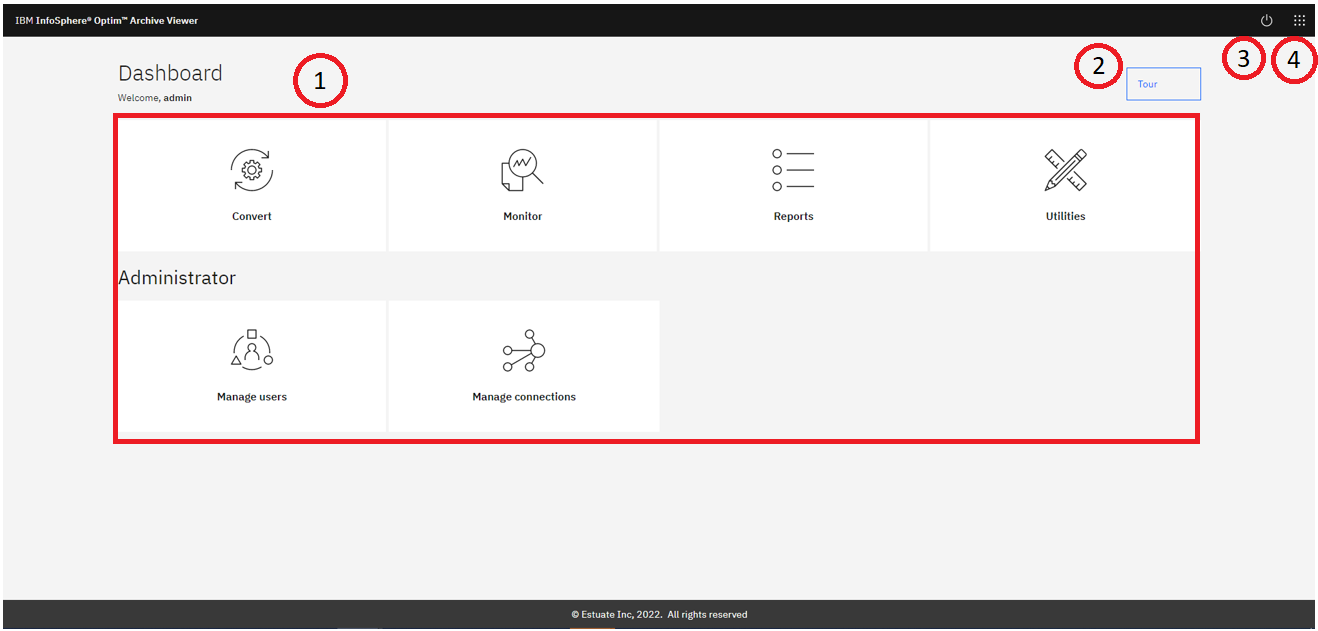 IBM InfoSphere® Optim™ Archive Viewer
Dashboard
Welcome, admin
1
2
Tour
3
4
Convert
Monitor
Reports
Utilities
Administrator
Manage users
Manage connections
© Estuate Inc, 2022. All rights reserved